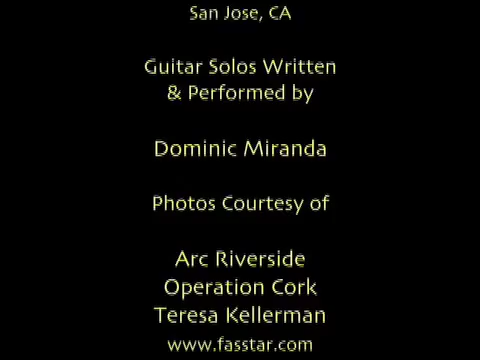 San Jose, CA
Guitar Solos Written
& Performed by
Dominic Miranda
Photos Courtesy of
Arc Riverside
Operation Cork
Teresa Kellerman
www.fasstar.com